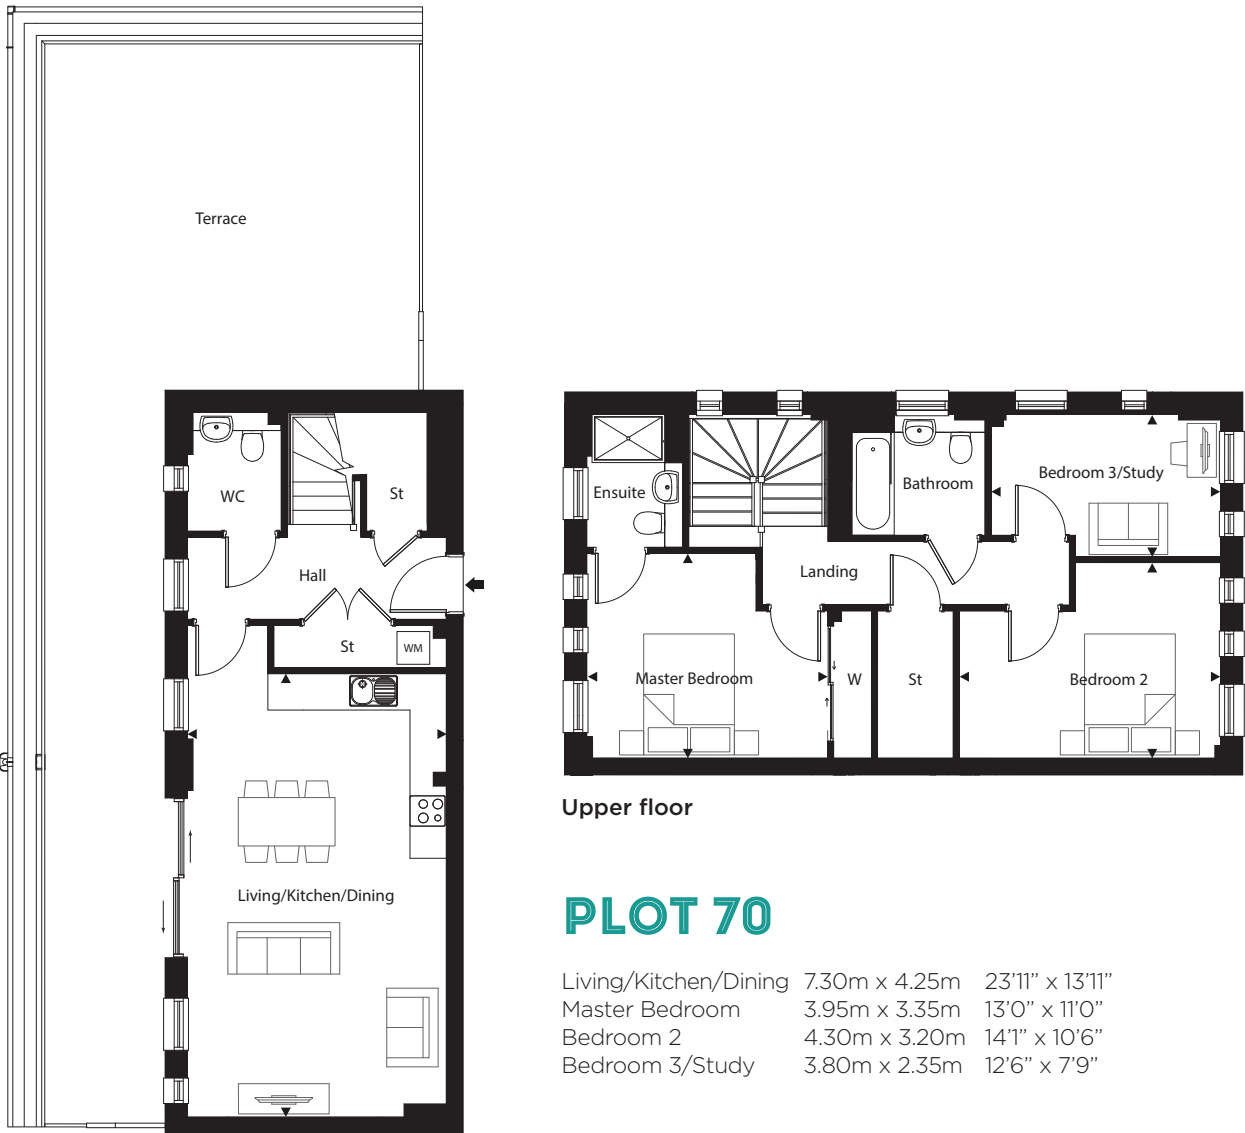 Terrace
WC
St
Hall
St
WM
Living/Kitchen/Dining
Ensuite
Bathroom
Bedroom 3/Study
Landing
Master Bedroom
W
St
Bedroom 2
Upper floor
PLOT 70
Living/Kitchen/Dining 7.30m x 4.25m 23'11” x 13'11”
Master Bedroom 3.95m x 3.35m 13'0” x 11'0”
Bedroom 2 4.30m x 3.20m 14'1” x 10'6”
Bedroom 3/Study 3.80m x 2.35m 12'6” x 7'9”